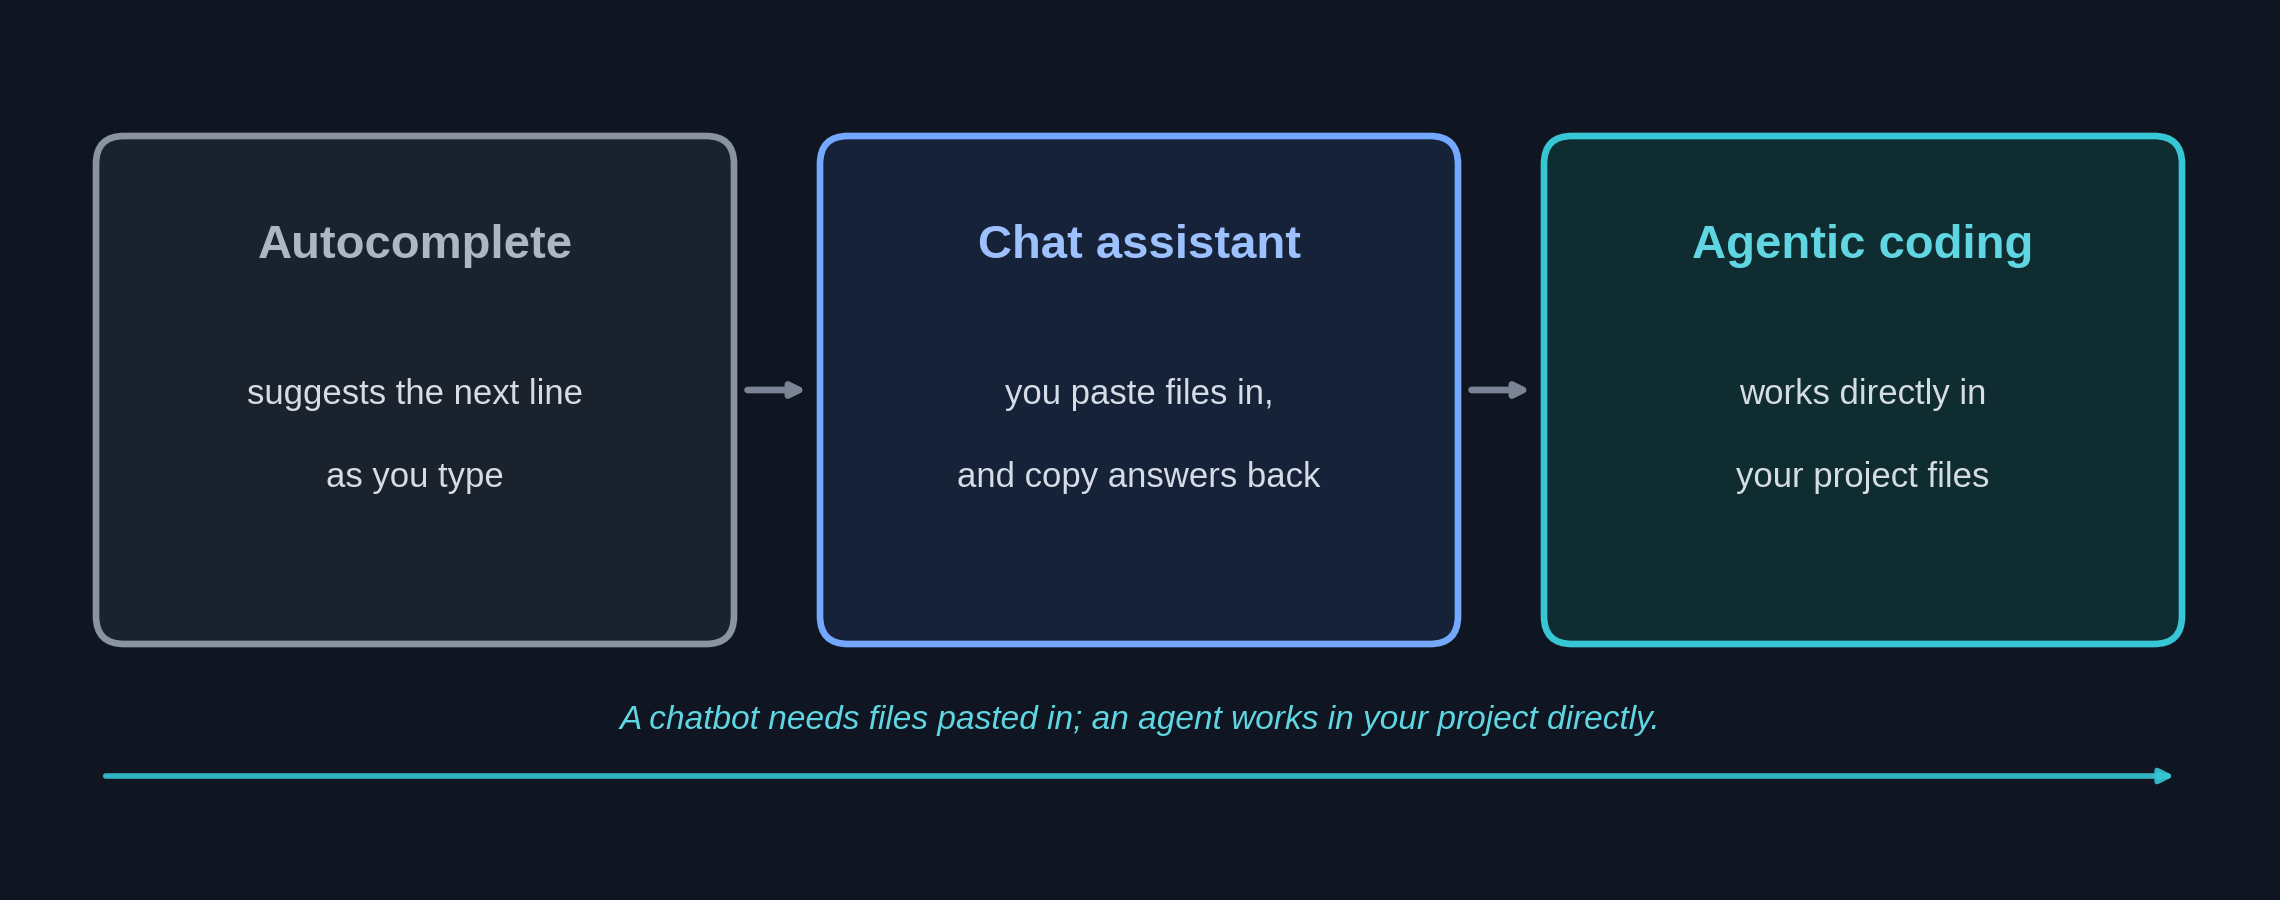 Autocomplete
suggests the next line
as you type
Chat assistant
you paste files in,
and copy answers back
Agentic coding
works directly in
your project files
A chatbot needs files pasted in; an agent works in your project directly.